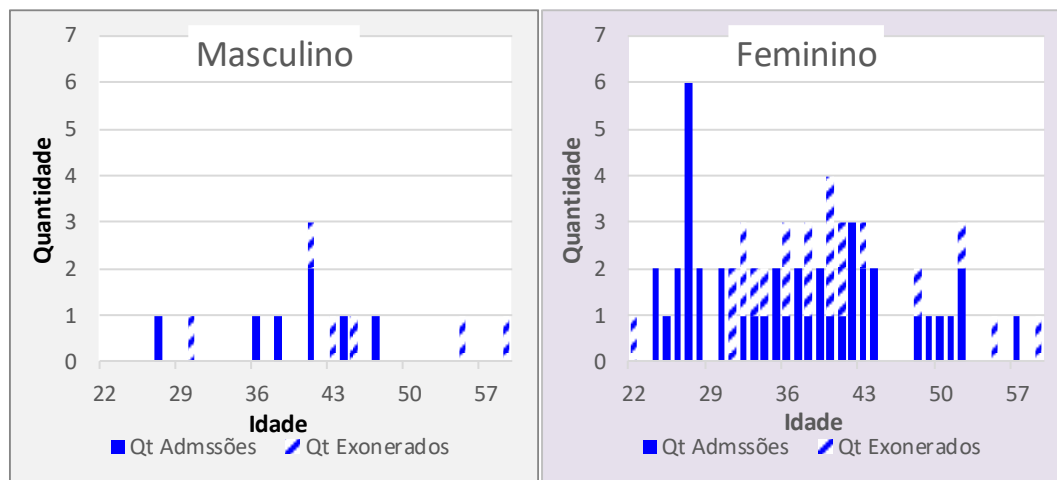 Masculino
7
6
5
4
3
2
1
0
Quantidade
22 29 36 43 50 57
Idade
Qt Admssões Qt Exonerados
Feminino
7
6
5
4
3
2
1
0
Quantidade
22 29 36 43 50 57
Idade
Qt Admssões Qt Exonerados